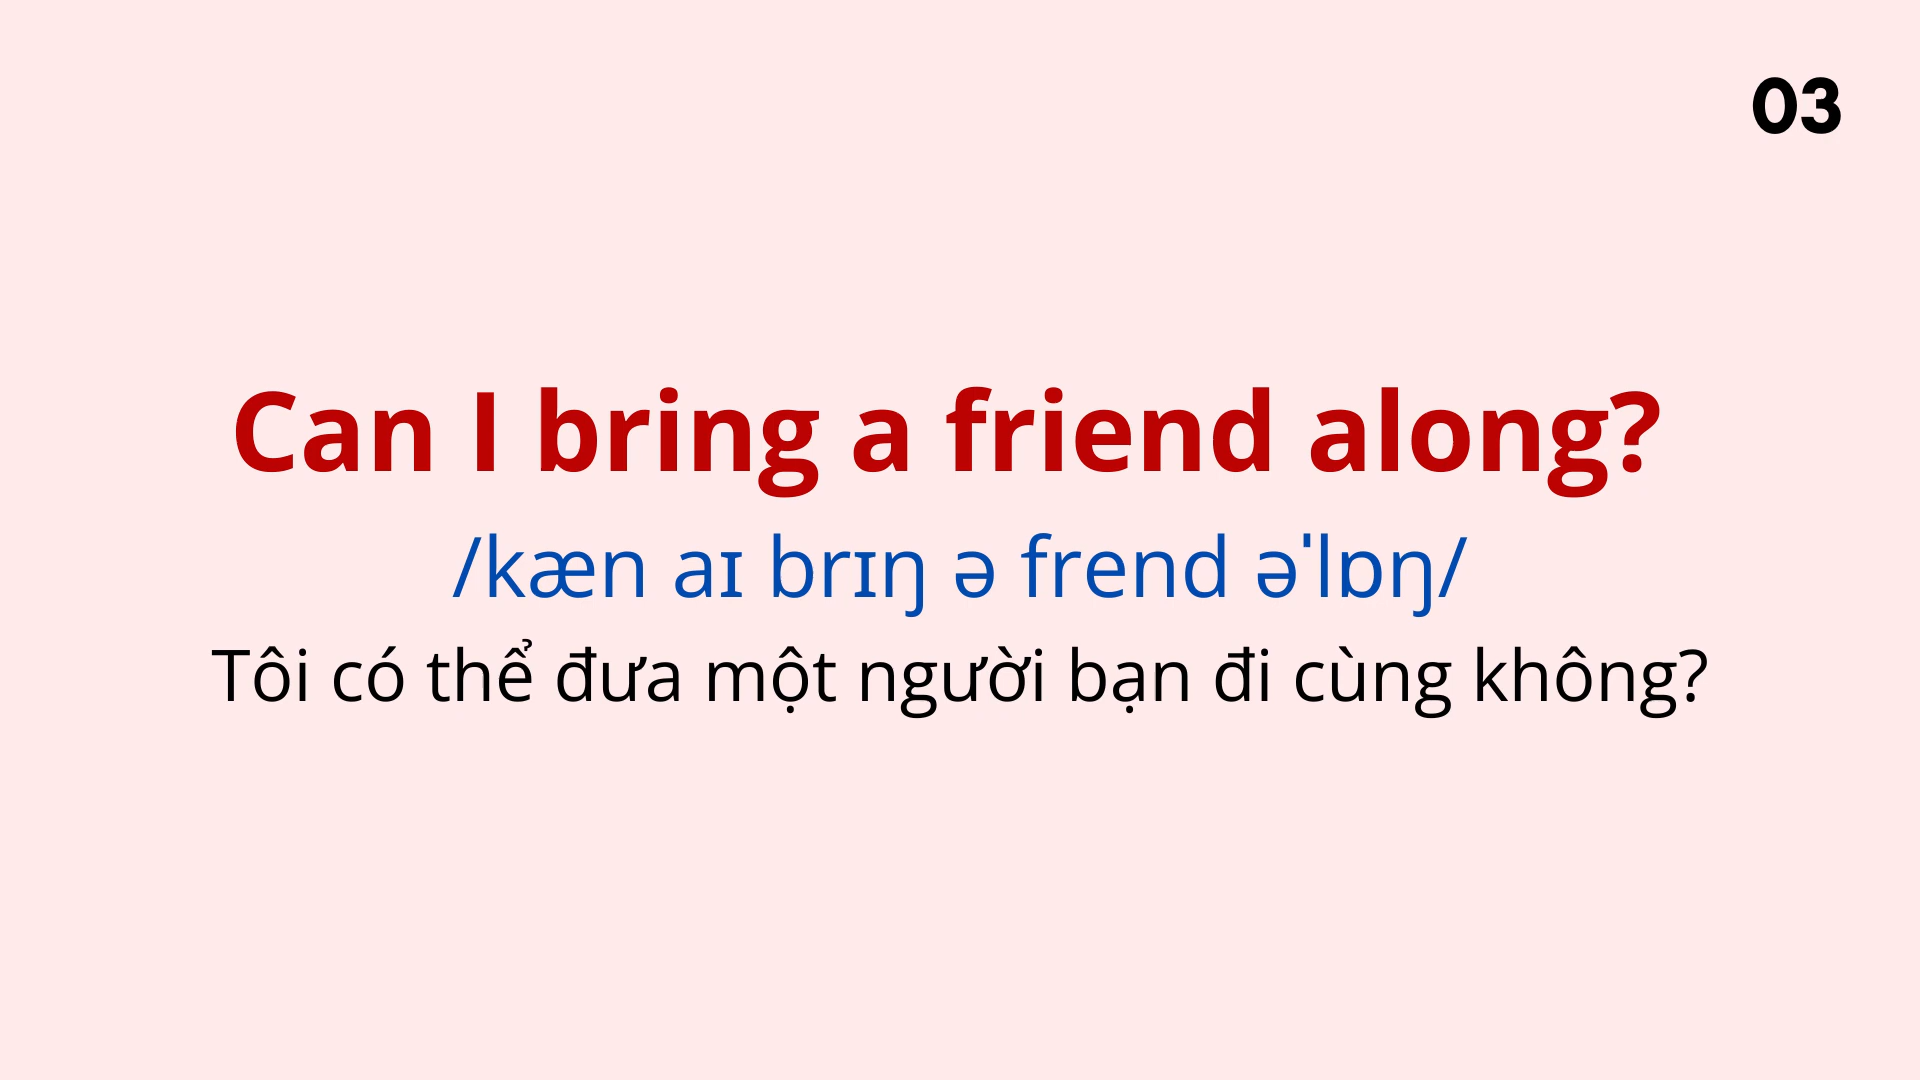 03
Can I bring a friend along?
/kæn aɪ brɪŋ ə frend əˈlɒŋ/
Tôi có thể đưa một người bạn đi cùng không?